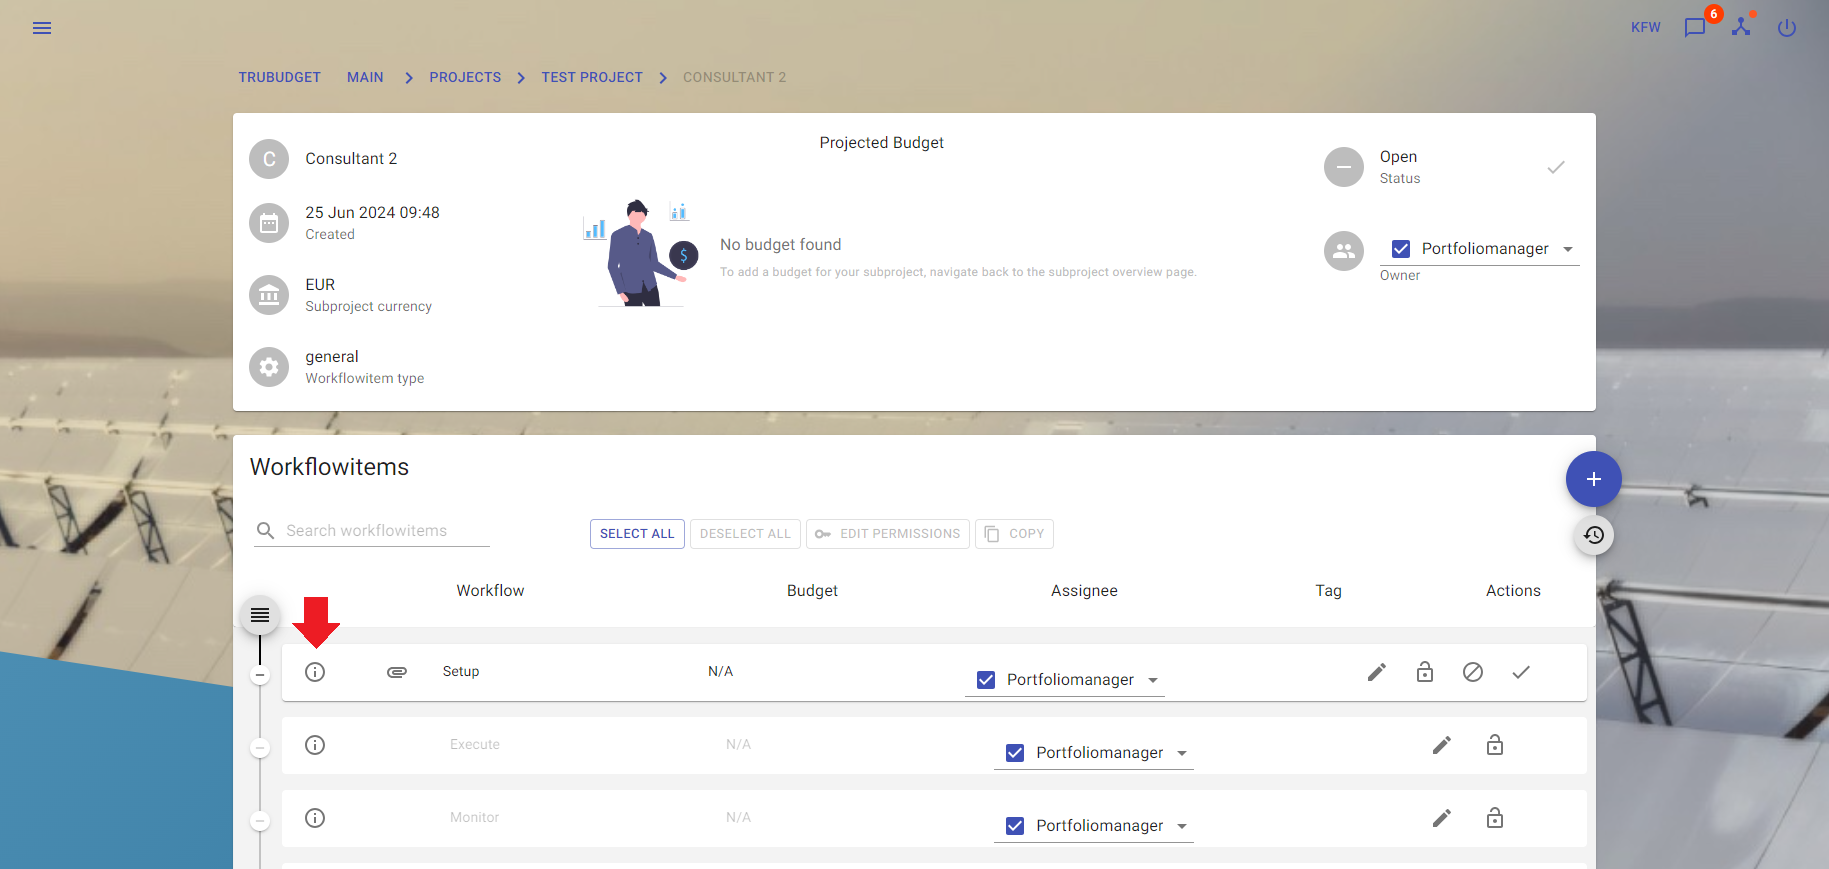 KFW
6
TRUBUDGET MAIN PROJECTS TEST PROJECT CONSULTANT 2
C
Consultant 2
25 Jun 2024 09:48
Created
EUR
Subproject currency
general
Workflowitem type
Projected Budget
$
No budget found
To add a budget for your subproject, navigate back to the subproject overview page.
Open
Status
Portfoliomanager
Owner
Workflowitems
Search workflowitems
SELECT ALL DESELECT ALL EDIT PERMISSIONS COPY
Workflow Budget Assignee Tag Actions
Setup N/A Portfoliomanager
Execute N/A Portfoliomanager
Monitor N/A Portfoliomanager